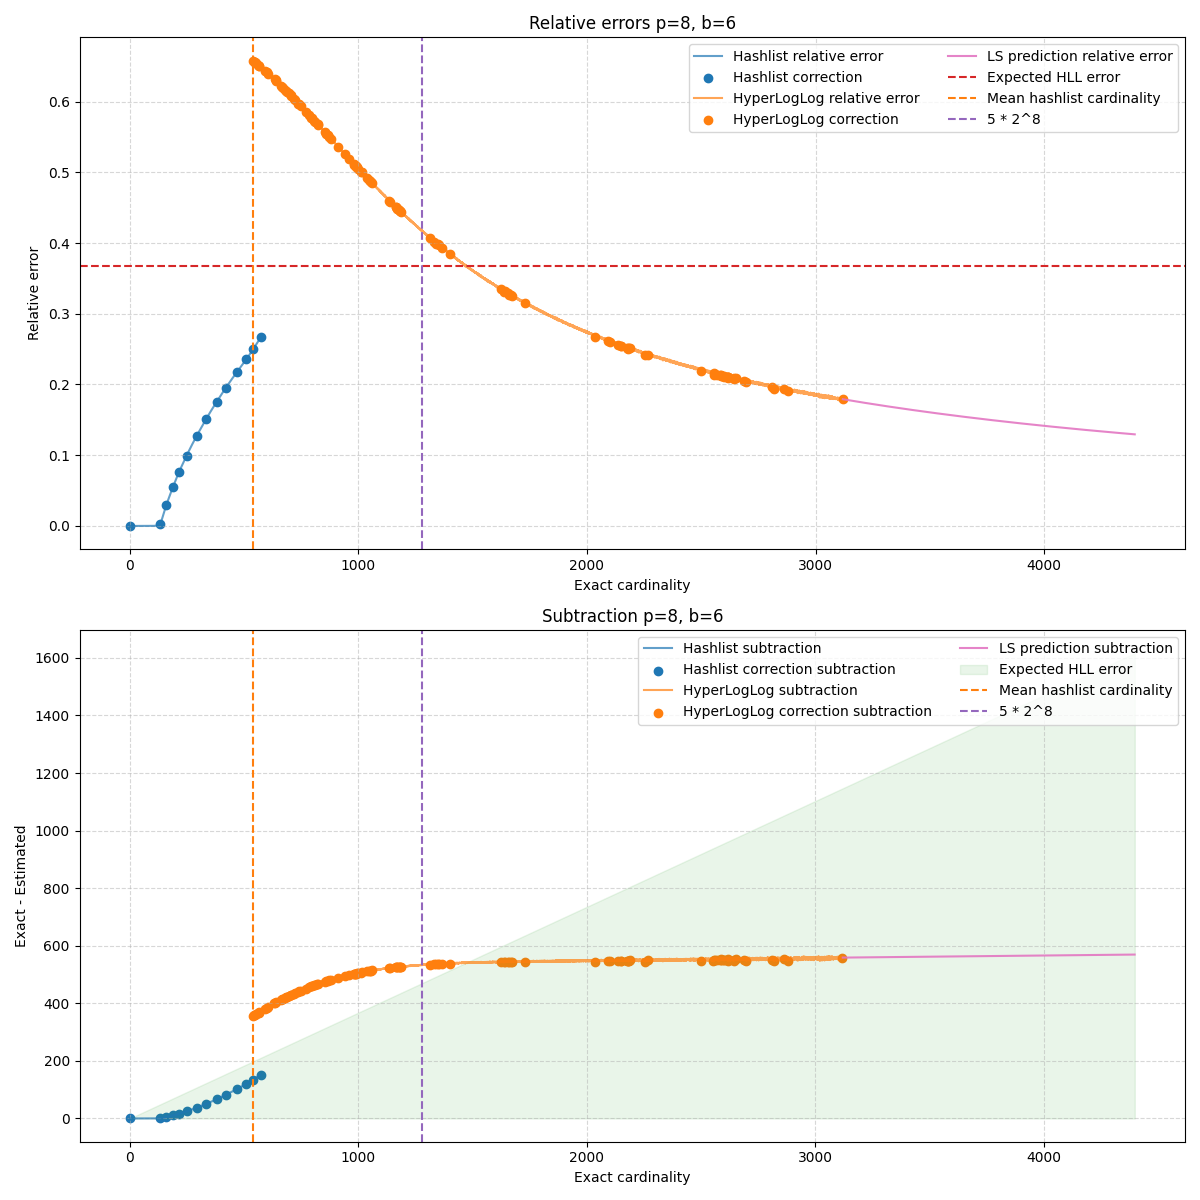 Relative errors p=8, b=6
Hashlist relative error
Hashlist correction
HyperLogLog relative error
HyperLogLog correction
LS prediction relative error
Expected HLL error
Mean hashlist cardinality
5 * 2^8
Relative error
0.6
0.5
0.4
0.3
0.2
0.1
0.0
0 1000 2000 3000 4000
Exact cardinality
Subtraction p=8, b=6
Hashlist subtraction
Hashlist correction subtraction
HyperLogLog subtraction
HyperLogLog correction subtraction
LS prediction subtraction
Expected HLL error
Mean hashlist cardinality
5 * 2^8
Exact - Estimated
1600
1400
1200
1000
800
600
400
200
0
0 1000 2000 3000 4000
Exact cardinality